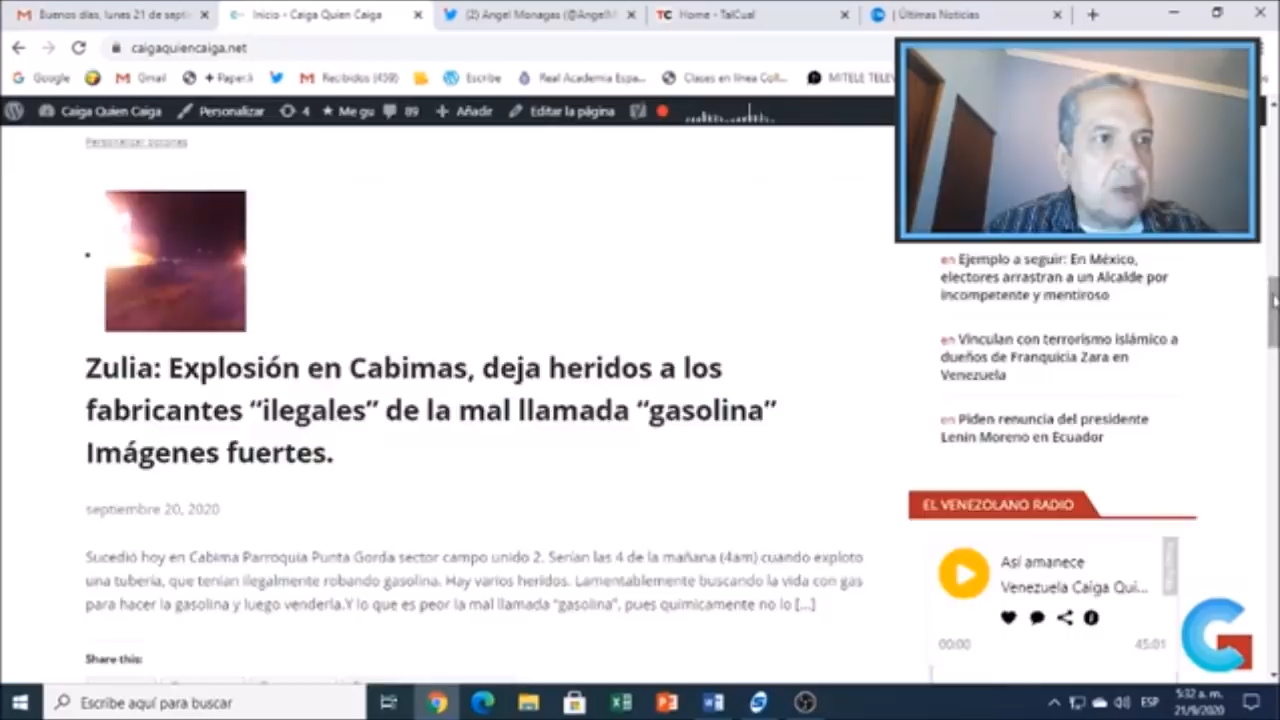 Buenos días, lunes 21 de septi
Inicio - Caiga Quien Caiga
(2) Angel Monagas (@AngelM
TC Home - TalCual
| Últimas Noticias
caigaquiencaiga.net
Google
Gmail
Recibidos (459)
Escribe
Real Academia Espa...
Clases en línea Coll...
MITELE TELEV
Caiga Quien Caiga
Personalizar
4
Me gu
89
Añadir
Editar la página
Zulia: Explosión en Cabimas, deja heridos a los
fabricantes “ilegales” de la mal llamada “gasolina”
Imágenes fuertes.
septiembre 20, 2020
Sucedió hoy en Cabima Parroquia Punta Gorda sector campo unido 2. Serían las 4 de la mañana (4am) cuando exploto
una tubería, que tenían ilegalmente robando gasolina. Hay varios heridos. Lamentablemente buscando la vida con gas
para hacer la gasolina y luego venderla.Y lo que es peor la mal llamada “gasolina”, pues quimicamente no lo [...]
Share this:
en Ejemplo a seguir: En México,
electores arrastran a un Alcalde por
incompetente y mentiroso
en Vinculan con terrorismo islámico a
dueños de Franquicia Zara en
Venezuela
en Piden renuncia del presidente
Lenin Moreno en Ecuador
EL VENEZOLANO RADIO
Así amanece
Venezuela Caiga Qui...
00:00
45:01
Escribe aquí para buscar
ESP
5:32 a. m.
21/9/2020